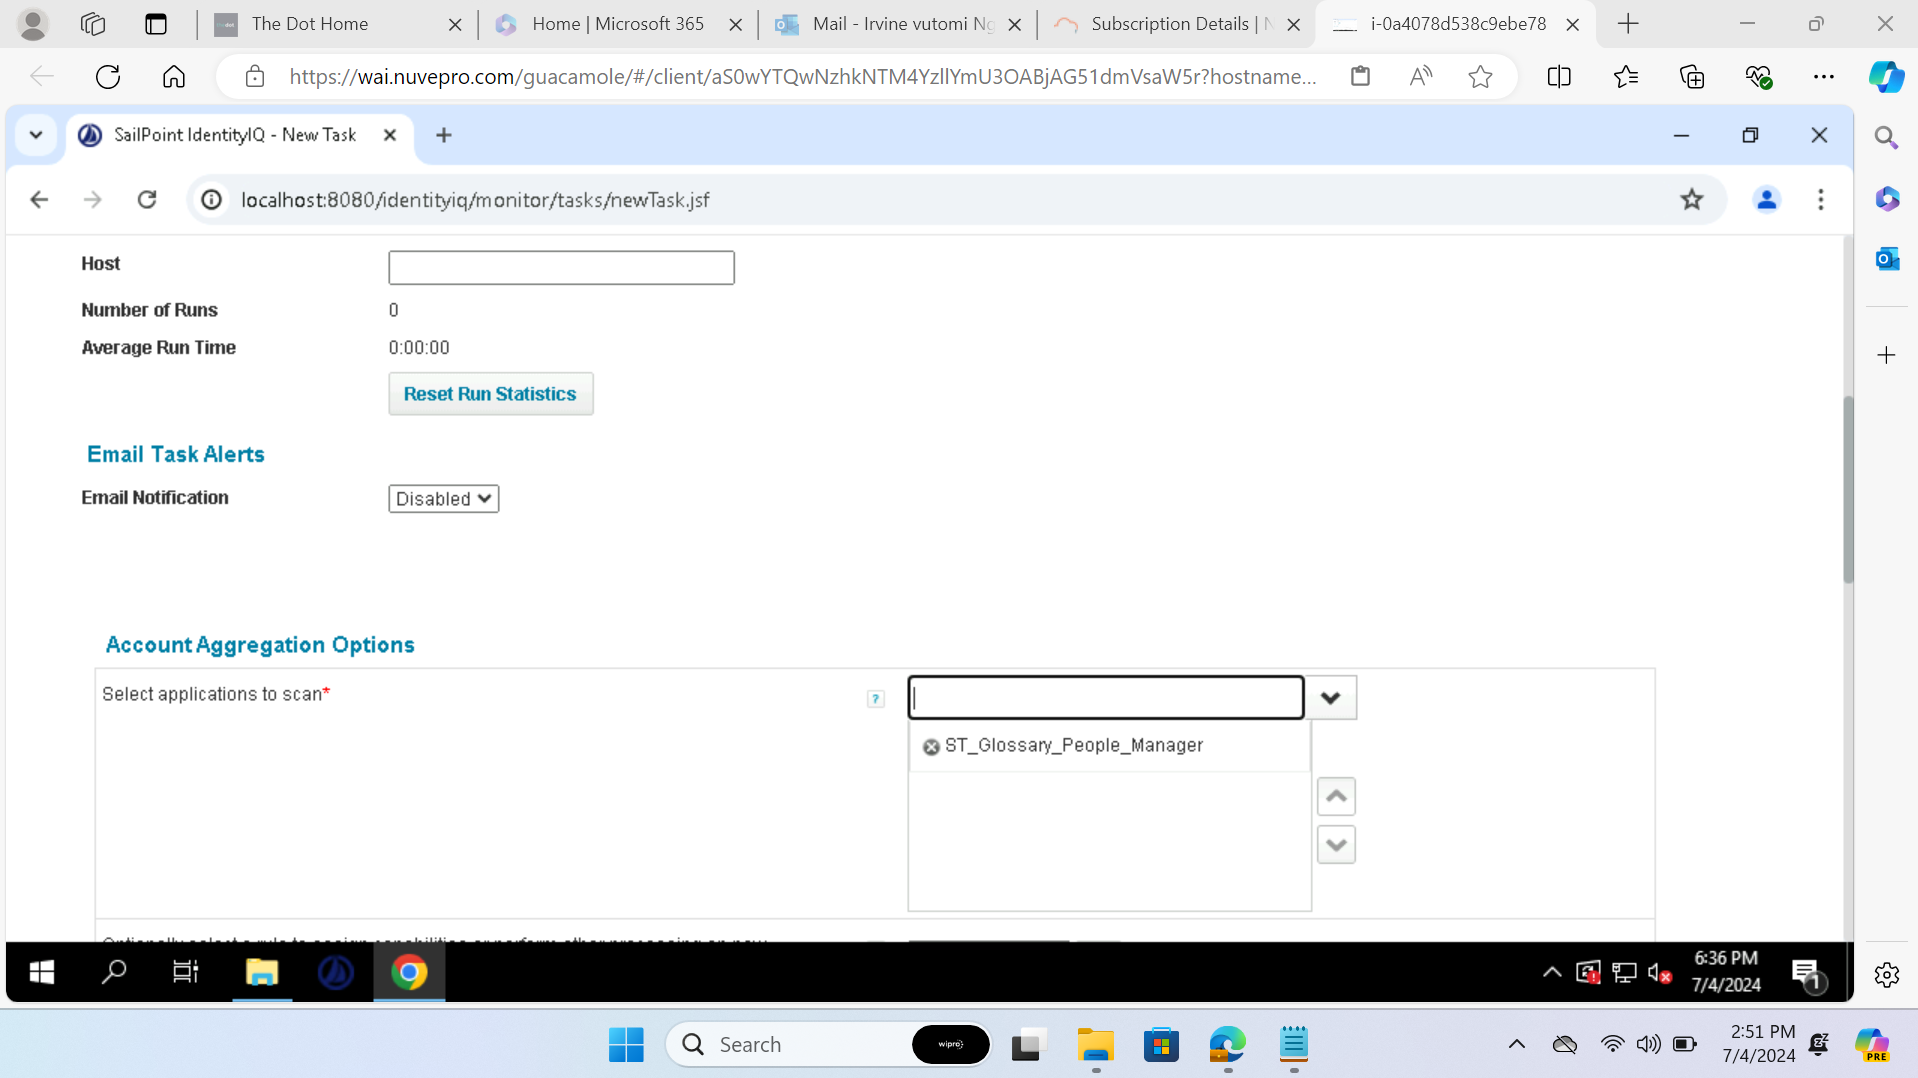 The Dot Home
Home | Microsoft 365
Mail - Irvine vutomi Ng
Subscription Details | N
i-0a4078d538c9ebe78
https://wai.nuvepro.com/guacamole/#/client/aS0wYTQwNzhkNTM4YzllYmU3OABjAG51dmVsaW5r?hostname...
SailPoint IdentityIQ - New Task
localhost:8080/identityiq/monitor/tasks/newTask.jsf
Host
Number of Runs 0
Average Run Time 0:00:00
Reset Run Statistics
Email Task Alerts
Email Notification Disabled
Account Aggregation Options
Select applications to scan* ?
ST_Glossary_People_Manager
6:36 PM
7/4/2024
1
Search
wipro
2:51 PM
7/4/2024
PRE